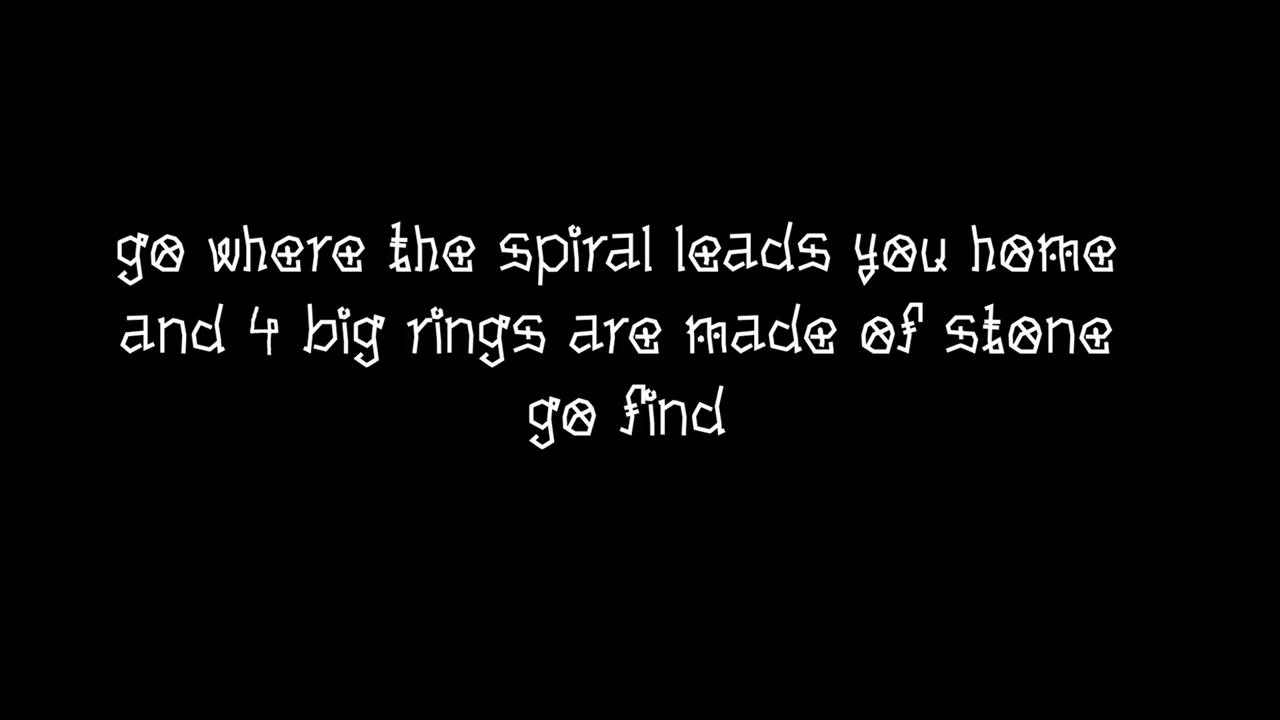 go where the spiral leads you home
and 4 big rings are made of stone
go find